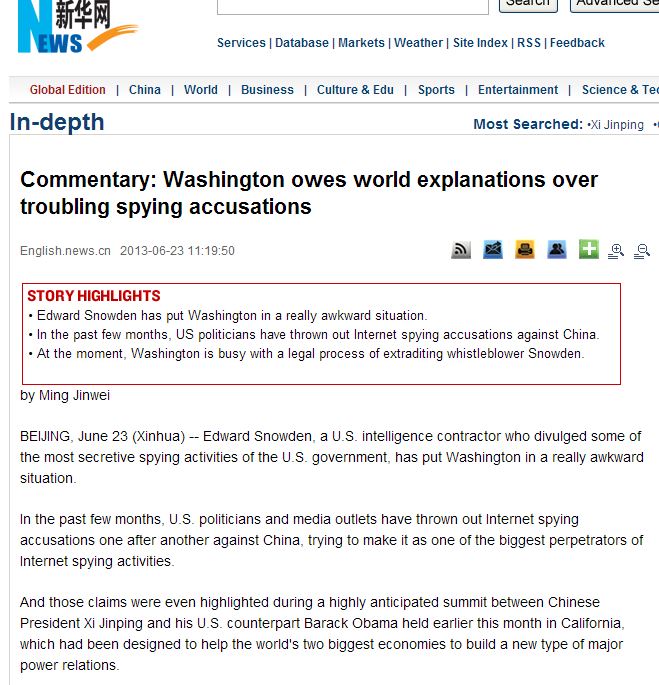 新华网
NEWS
Search
Advanced Se
Services | Database | Markets | Weather | Site Index | RSS | Feedback
Global Edition | China | World | Business | Culture & Edu | Sports | Entertainment | Science & Te
In-depth
Most Searched: •Xi Jinping •
Commentary: Washington owes world explanations over
troubling spying accusations
English.news.cn 2013-06-23 11:19:50
STORY HIGHLIGHTS
• Edward Snowden has put Washington in a really awkward situation.
• In the past few months, US politicians have thrown out Internet spying accusations against China.
• At the moment, Washington is busy with a legal process of extraditing whistleblower Snowden.
by Ming Jinwei
BEIJING, June 23 (Xinhua) -- Edward Snowden, a U.S. intelligence contractor who divulged some of
the most secretive spying activities of the U.S. government, has put Washington in a really awkward
situation.
In the past few months, U.S. politicians and media outlets have thrown out Internet spying
accusations one after another against China, trying to make it as one of the biggest perpetrators of
Internet spying activities.
And those claims were even highlighted during a highly anticipated summit between Chinese
President Xi Jinping and his U.S. counterpart Barack Obama held earlier this month in California,
which had been designed to help the world's two biggest economies to build a new type of major
power relations.